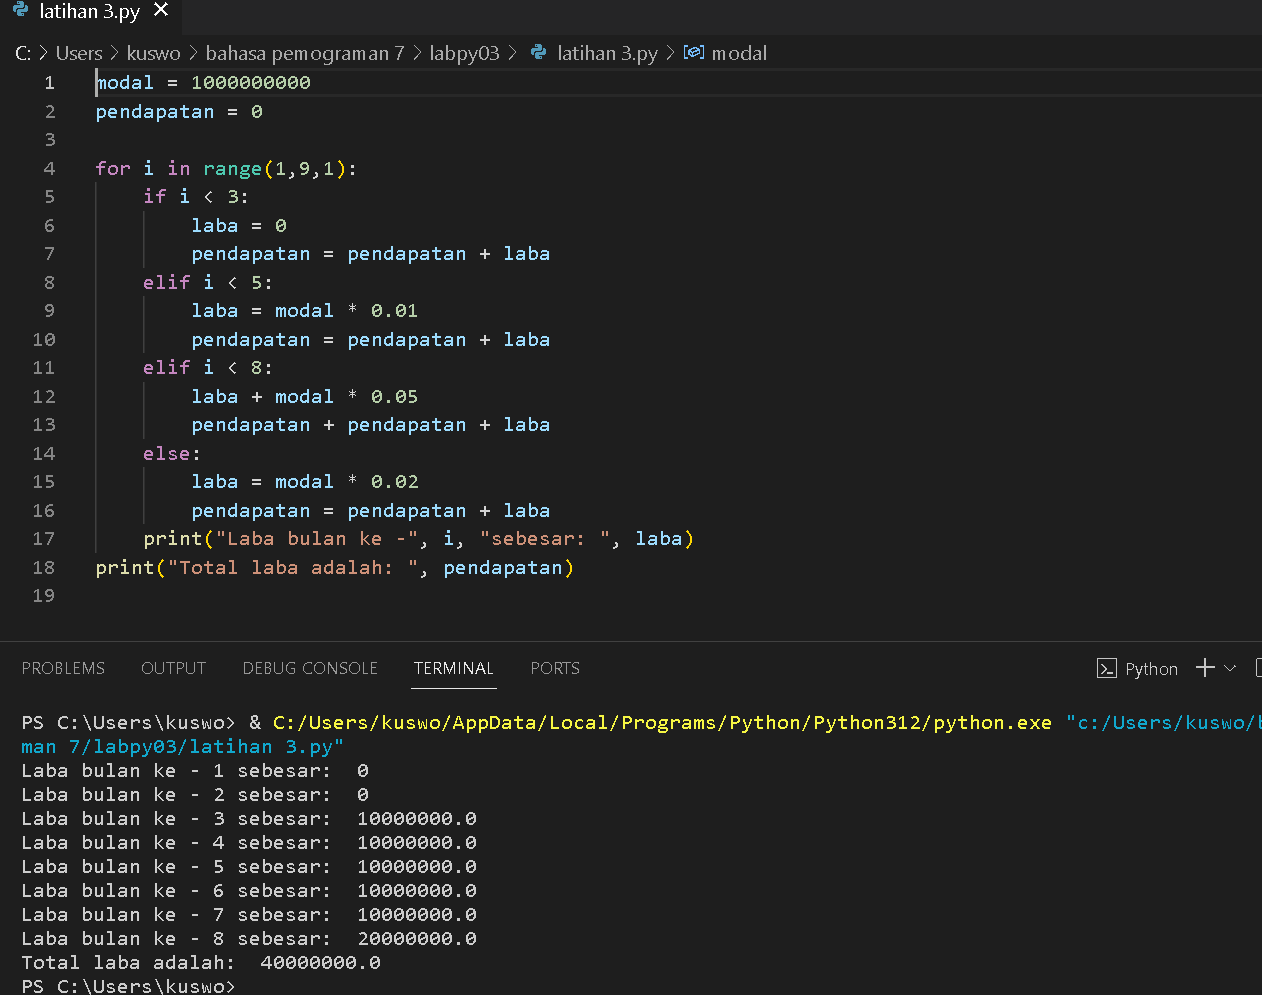 latihan 3.py ×
C: > Users > kuswo > bahasa pemograman 7 > labpy03 > latihan 3.py > modal
1 modal = 1000000000
2 pendapatan = 0
3
4 for i in range(1,9,1):
5     if i < 3:
6         laba = 0
7         pendapatan = pendapatan + laba
8     elif i < 5:
9         laba = modal * 0.01
10         pendapatan = pendapatan + laba
11     elif i < 8:
12         laba + modal * 0.05
13         pendapatan + pendapatan + laba
14     else:
15         laba = modal * 0.02
16         pendapatan = pendapatan + laba
17     print("Laba bulan ke -", i, "sebesar: ", laba)
18 print("Total laba adalah: ", pendapatan)
19
PROBLEMS OUTPUT DEBUG CONSOLE TERMINAL PORTS Python
PS C:\Users\kuswo> & C:/Users/kuswo/AppData/Local/Programs/Python/Python312/python.exe "c:/Users/kuswo/
man 7/labpy03/latihan 3.py"
Laba bulan ke - 1 sebesar:  0
Laba bulan ke - 2 sebesar:  0
Laba bulan ke - 3 sebesar:  10000000.0
Laba bulan ke - 4 sebesar:  10000000.0
Laba bulan ke - 5 sebesar:  10000000.0
Laba bulan ke - 6 sebesar:  10000000.0
Laba bulan ke - 7 sebesar:  10000000.0
Laba bulan ke - 8 sebesar:  20000000.0
Total laba adalah:  40000000.0
PS C:\Users\kuswo>